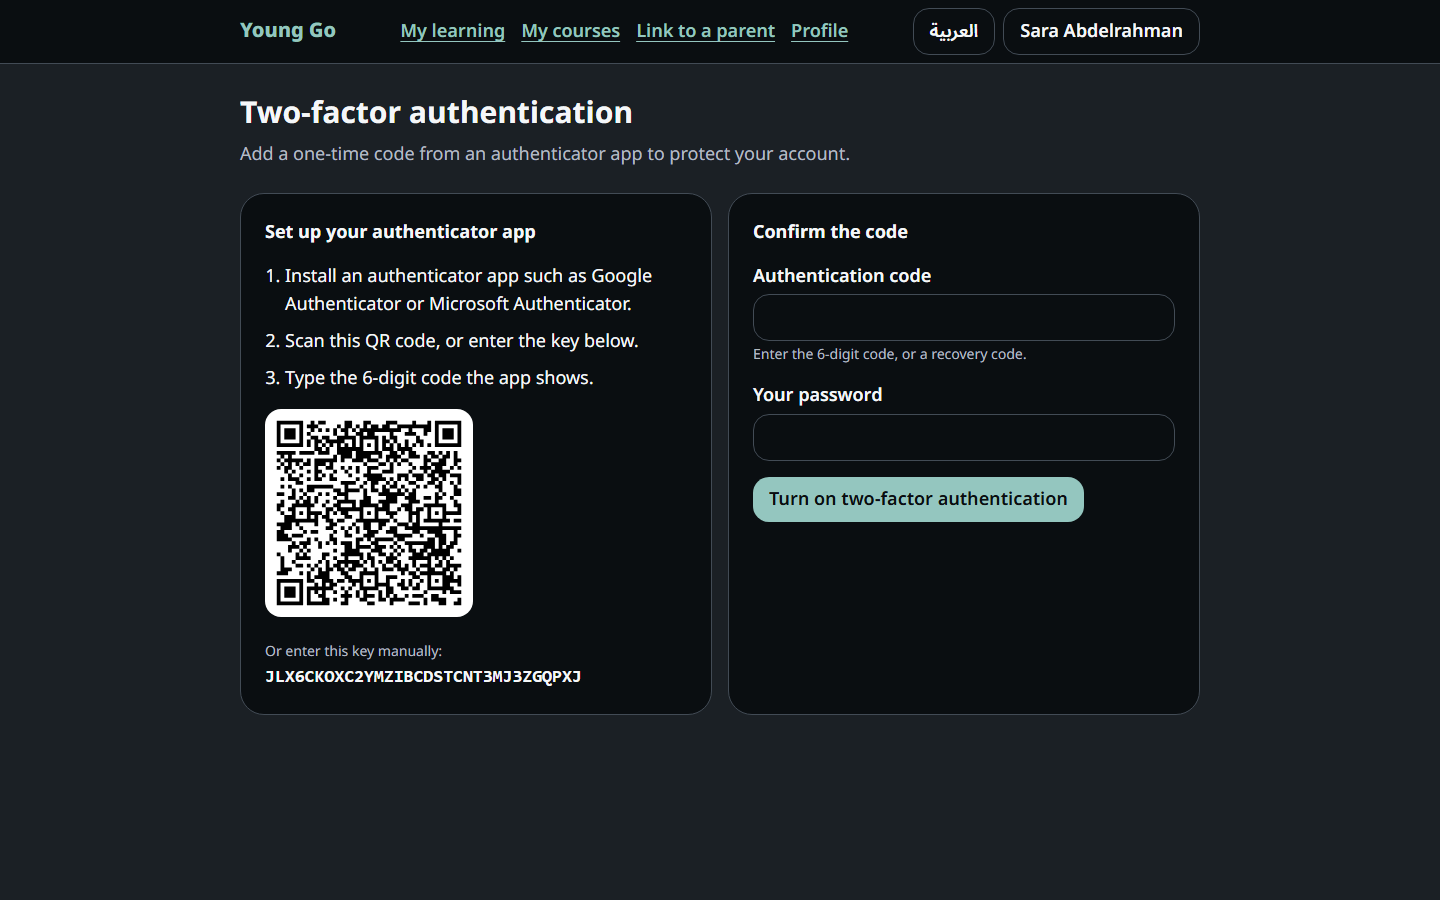 Young Go
My learning
My courses
Link to a parent
Profile
العربية
Sara Abdelrahman
Two-factor authentication
Add a one-time code from an authenticator app to protect your account.
Set up your authenticator app
1. Install an authenticator app such as Google
Authenticator or Microsoft Authenticator.
2. Scan this QR code, or enter the key below.
3. Type the 6-digit code the app shows.
Or enter this key manually:
JLX6CKOXC2YMZIBCDSTCNT3MJ3ZGQPXJ
Confirm the code
Authentication code
Enter the 6-digit code, or a recovery code.
Your password
Turn on two-factor authentication